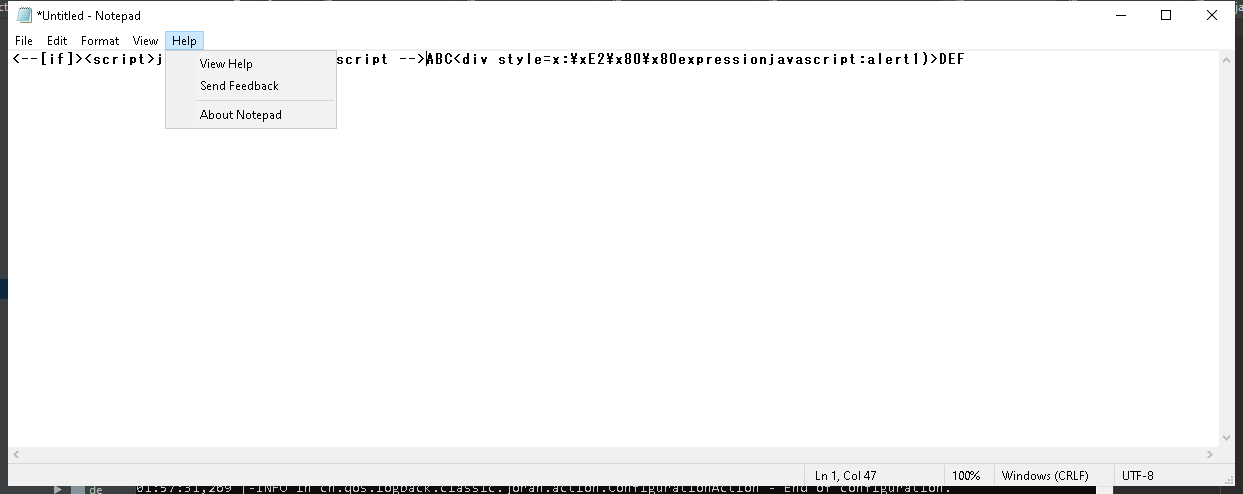 *Untitled - Notepad
File Edit Format View Help
<--[if]><script>j script -->ABC<div style=x:¥xE2¥x80¥x80expressionjavascript:alert1)>DEF
View Help
Send Feedback
About Notepad
Ln 1, Col 47 100% Windows (CRLF) UTF-8
de 01:57:31,269 |-INFO in ch.qos.logback.classic.joran.action.ConfigurationAction - End of configuration.